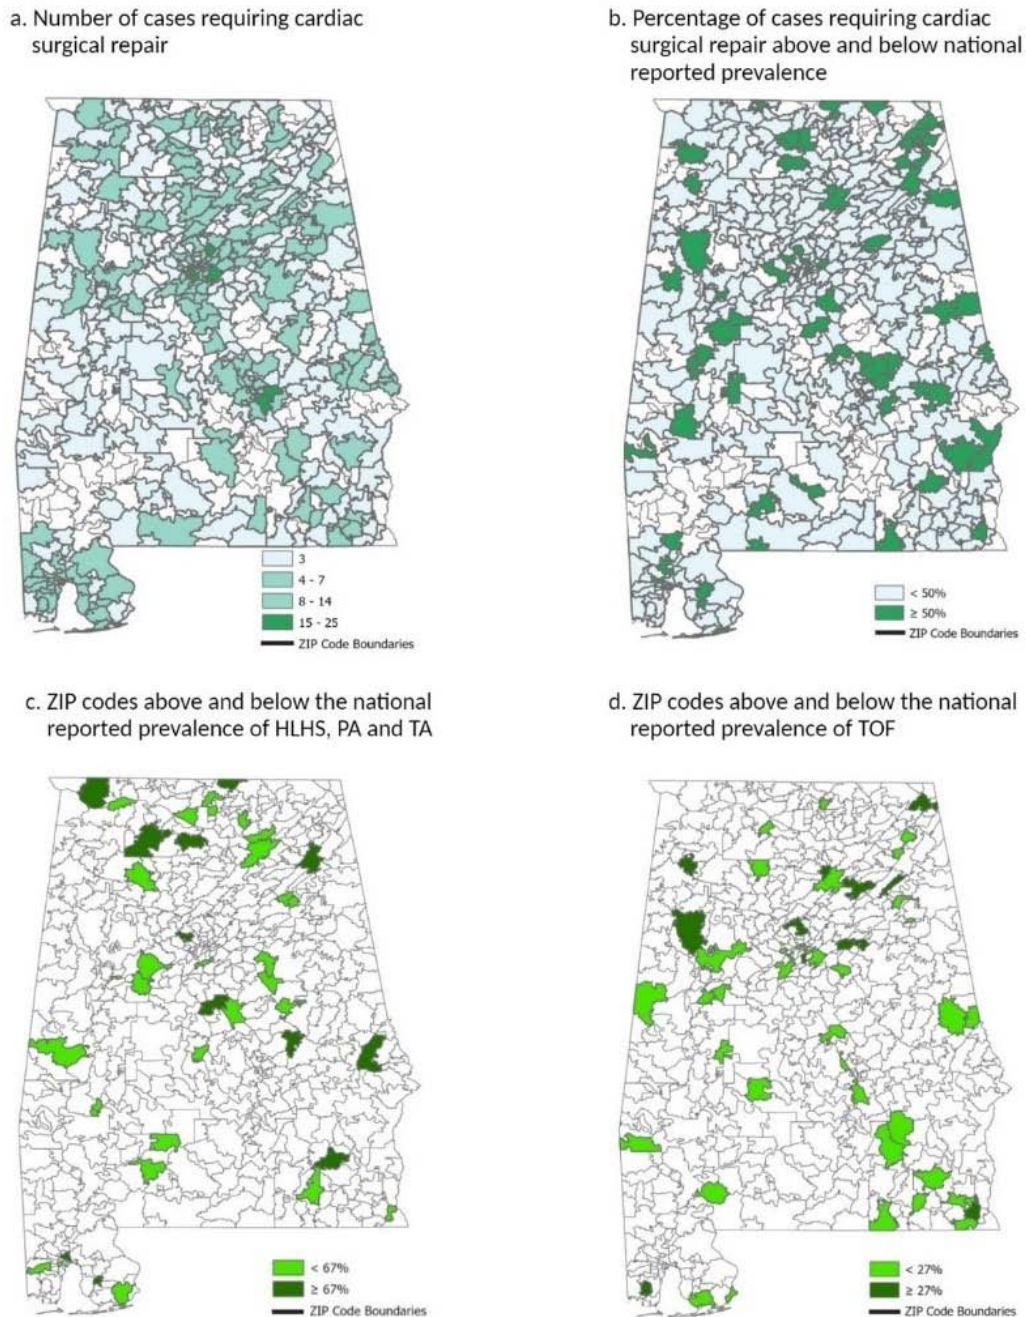 a. Number of cases requiring cardiac
surgical repair
b. Percentage of cases requiring cardiac
surgical repair above and below national
reported prevalence
3
4 - 7
8 - 14
15 - 25
ZIP Code Boundaries
< 50%
≥ 50%
ZIP Code Boundaries
c. ZIP codes above and below the national
reported prevalence of HLHS, PA and TA
d. ZIP codes above and below the national
reported prevalence of TOF
< 67%
≥ 67%
ZIP Code Boundaries
< 27%
≥ 27%
ZIP Code Boundaries